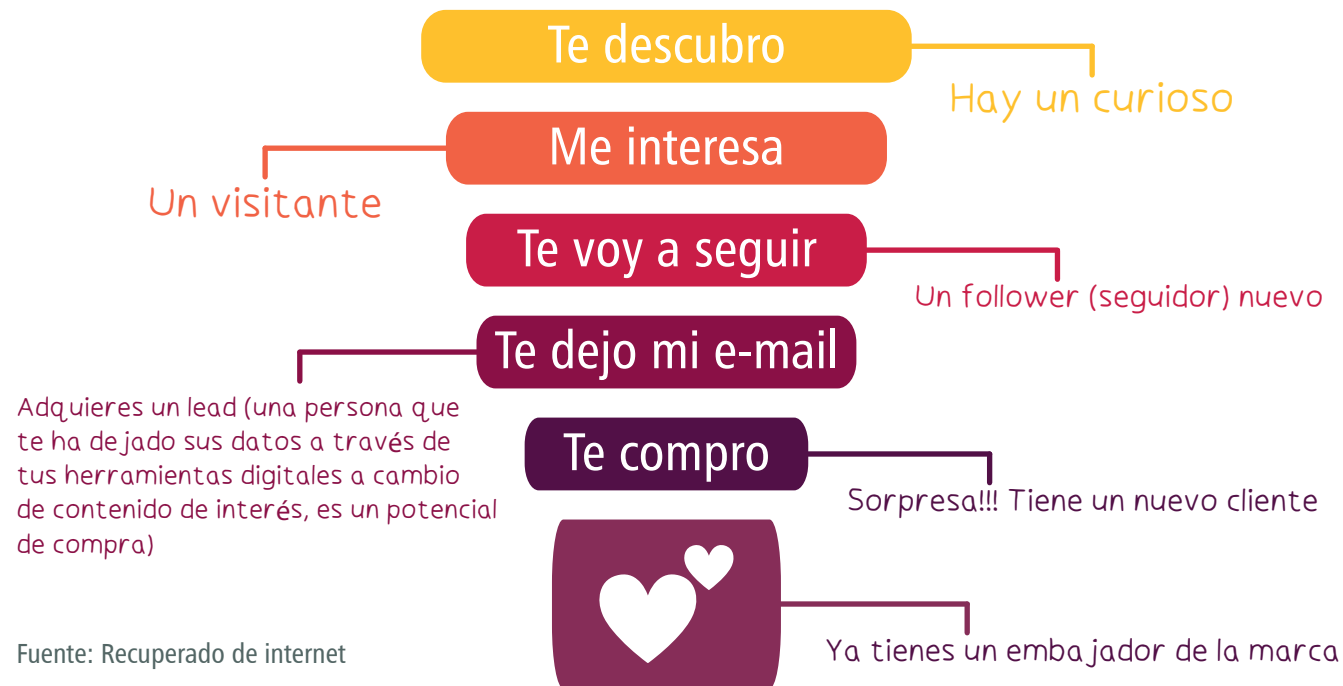 Te descubro
Hay un curioso
Me interesa
Un visitante
Te voy a seguir
Un follower (seguidor) nuevo
Te dejo mi e-mail
Adquieres un lead (una persona que
te ha dejado sus datos a través de
tus herramientas digitales a cambio
de contenido de interés, es un potencial
de compra)
Te compro
Sorpresa!!! Tiene un nuevo cliente
Ya tienes un embajador de la marca
Fuente: Recuperado de internet